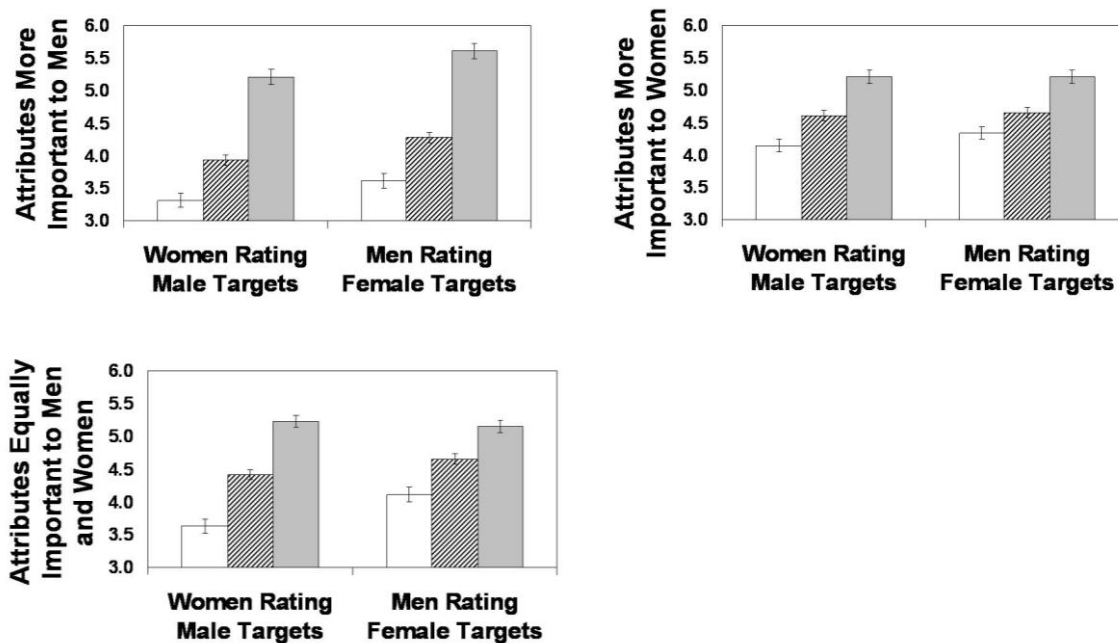 Attributes More
Important to Men
6.0
5.5
5.0
4.5
4.0
3.5
3.0
Women Rating
Male Targets
Men Rating
Female Targets
Attributes More
Important to Women
6.0
5.5
5.0
4.5
4.0
3.5
3.0
Women Rating
Male Targets
Men Rating
Female Targets
Attributes Equally
Important to Men
and Women
6.0
5.5
5.0
4.5
4.0
3.5
3.0
Women Rating
Male Targets
Men Rating
Female Targets